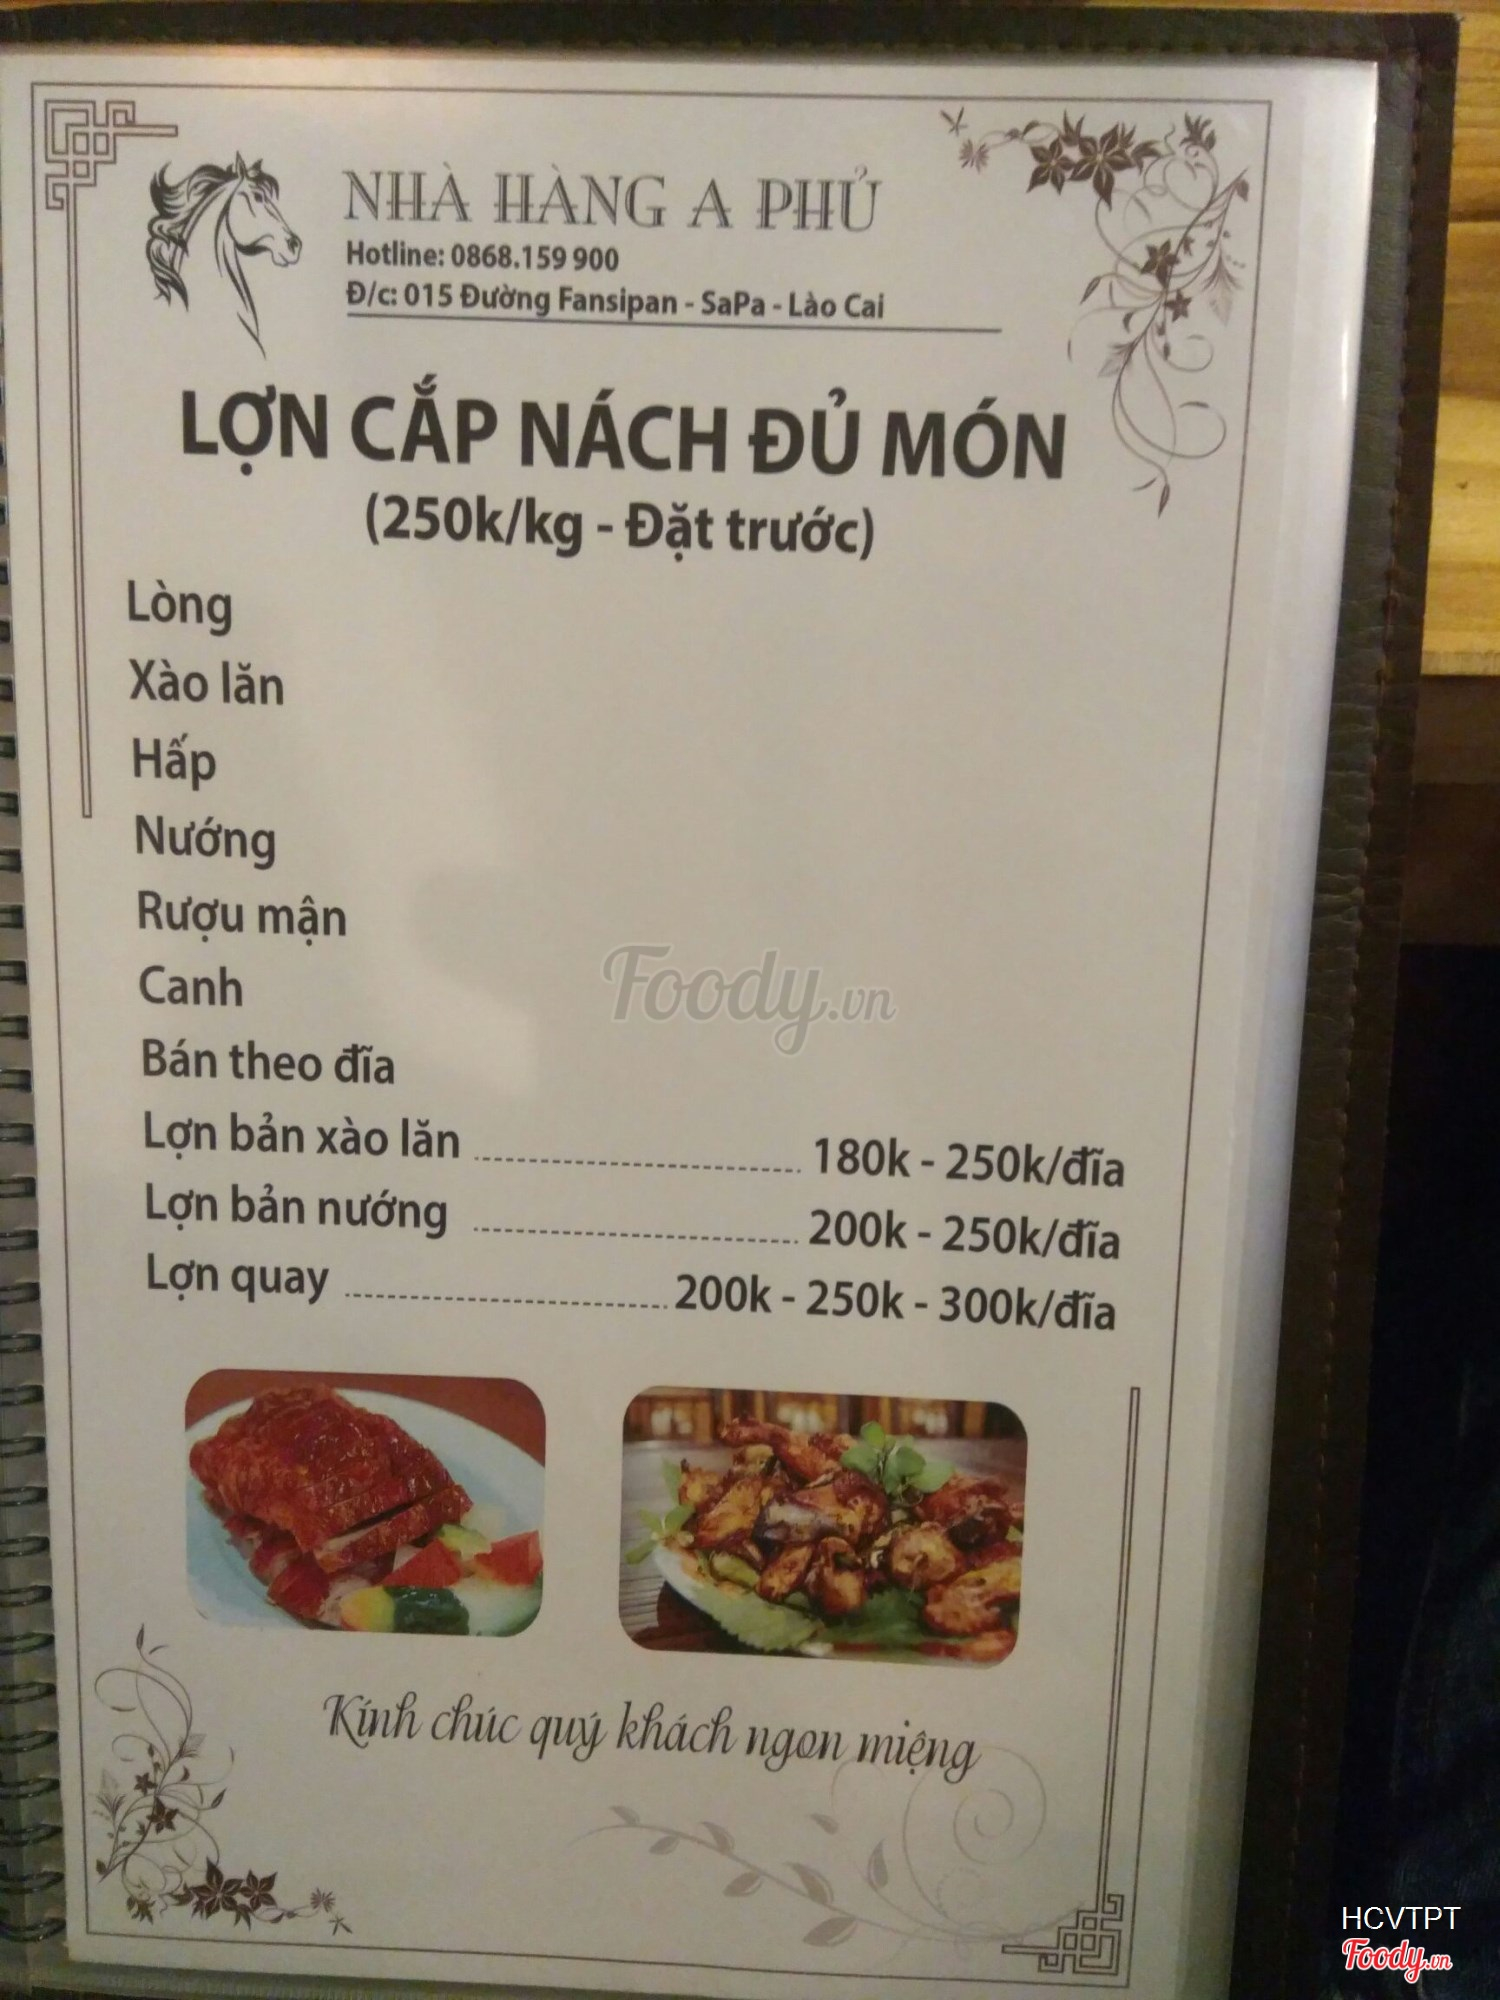 NHÀ HÀNG A PHỦ
Hotline: 0868.159 900
Đ/c: 015 Đường Fansipan - SaPa - Lào Cai
LỢN CẮP NÁCH ĐỦ MÓN
(250k/kg - Đặt trước)
Lòng
Xào lăn
Hấp
Nướng
Rượu mận
Canh
Bán theo đĩa
Lợn bản xào lăn 180k - 250k/đĩa
Lợn bản nướng 200k - 250k/đĩa
Lợn quay 200k - 250k - 300k/đĩa
Foody.vn
Kính chúc quý khách ngon miệng
HCVTPT
Foody.vn